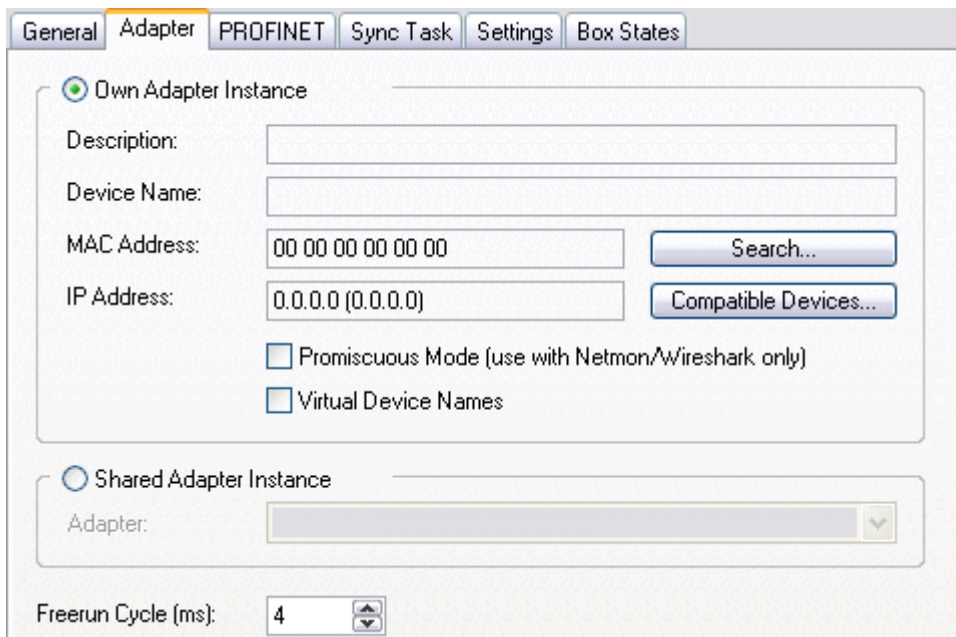 General Adapter PROFINET Sync Task Settings Box States
Own Adapter Instance
Description:
Device Name:
MAC Address: 00 00 00 00 00 00 Search...
IP Address: 0.0.0.0 (0.0.0.0) Compatible Devices...
Promiscuous Mode (use with Netmon/Wireshark only)
Virtual Device Names
Shared Adapter Instance
Adapter:
Freerun Cycle (ms): 4